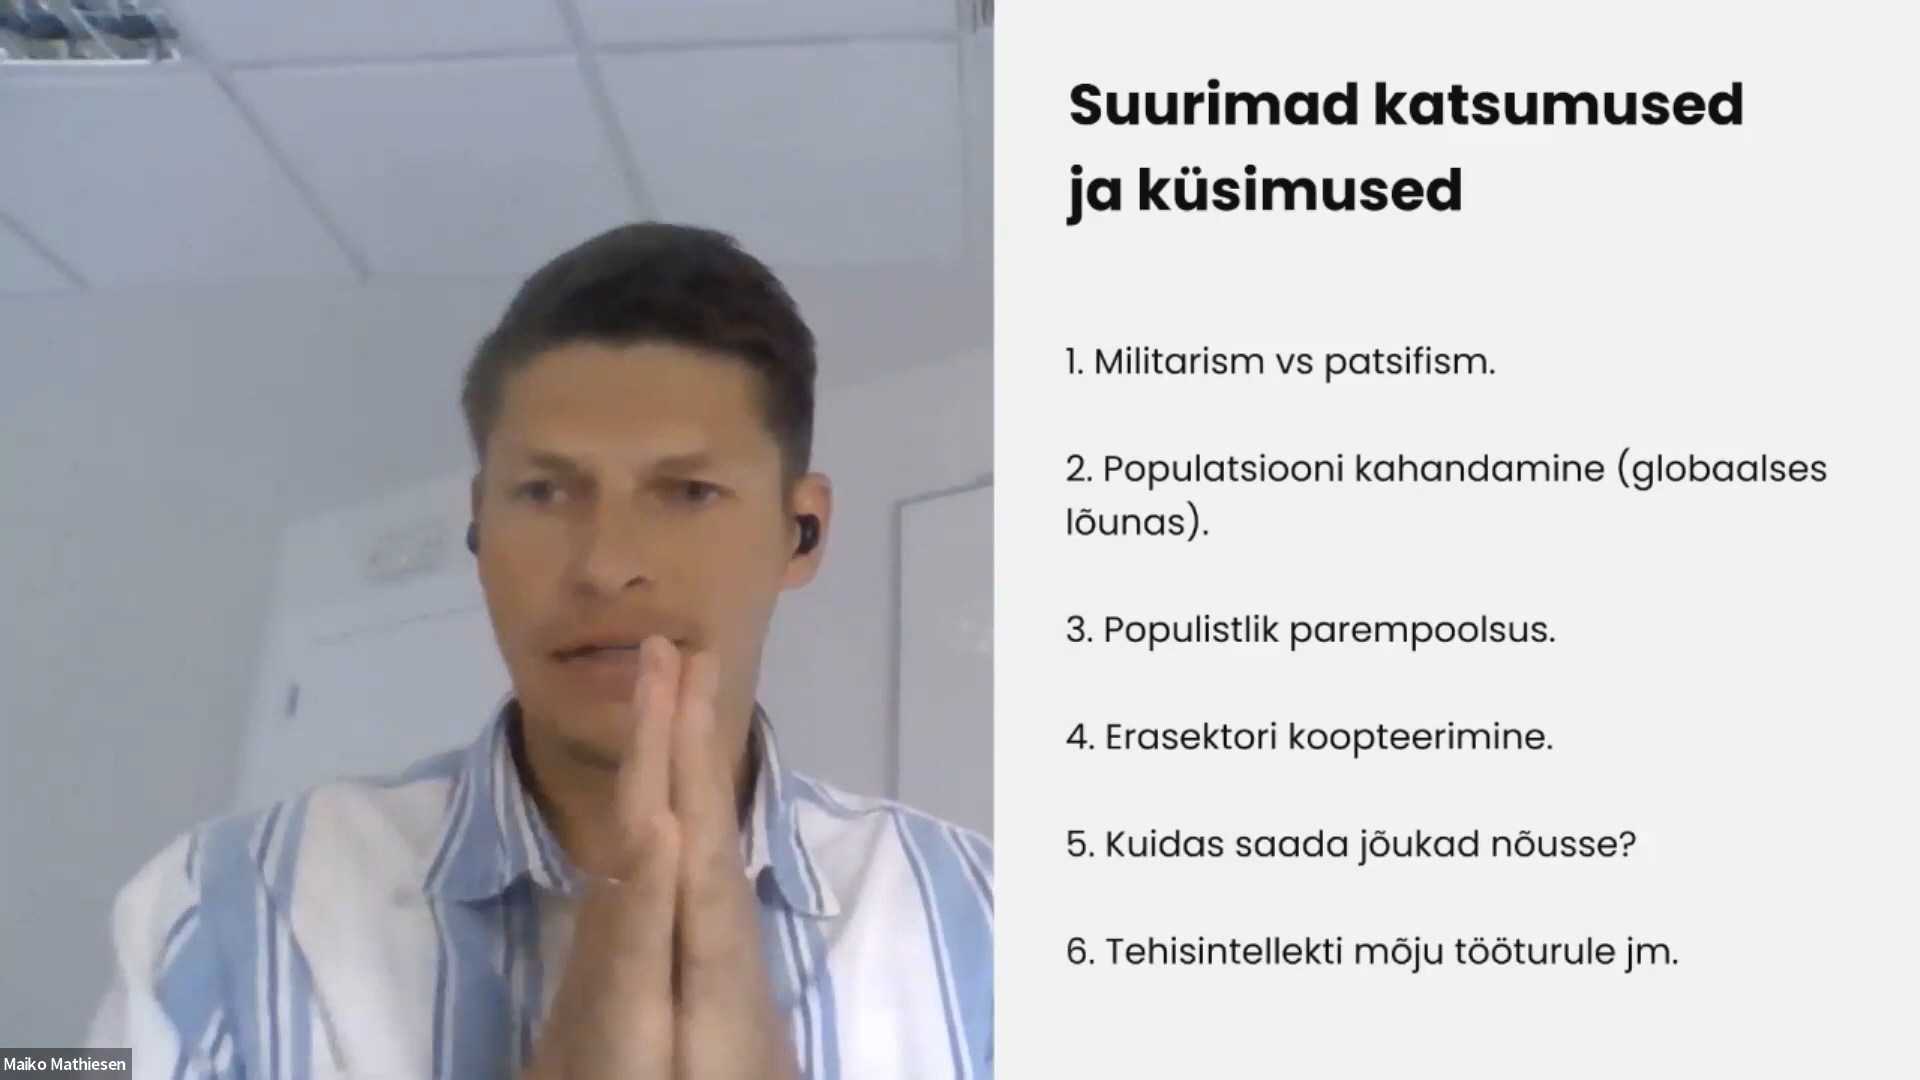 Suurimad katsumused
ja küsimused
1. Militarism vs patsifism.
2. Populatsiooni kahandamine (globaalses
lõunas).
3. Populistlik parempoolsus.
4. Erasektori koopteerimine.
5. Kuidas saada jõukad nõusse?
6. Tehisintellekti mõju tööturule jm.
Maiko Mathiesen